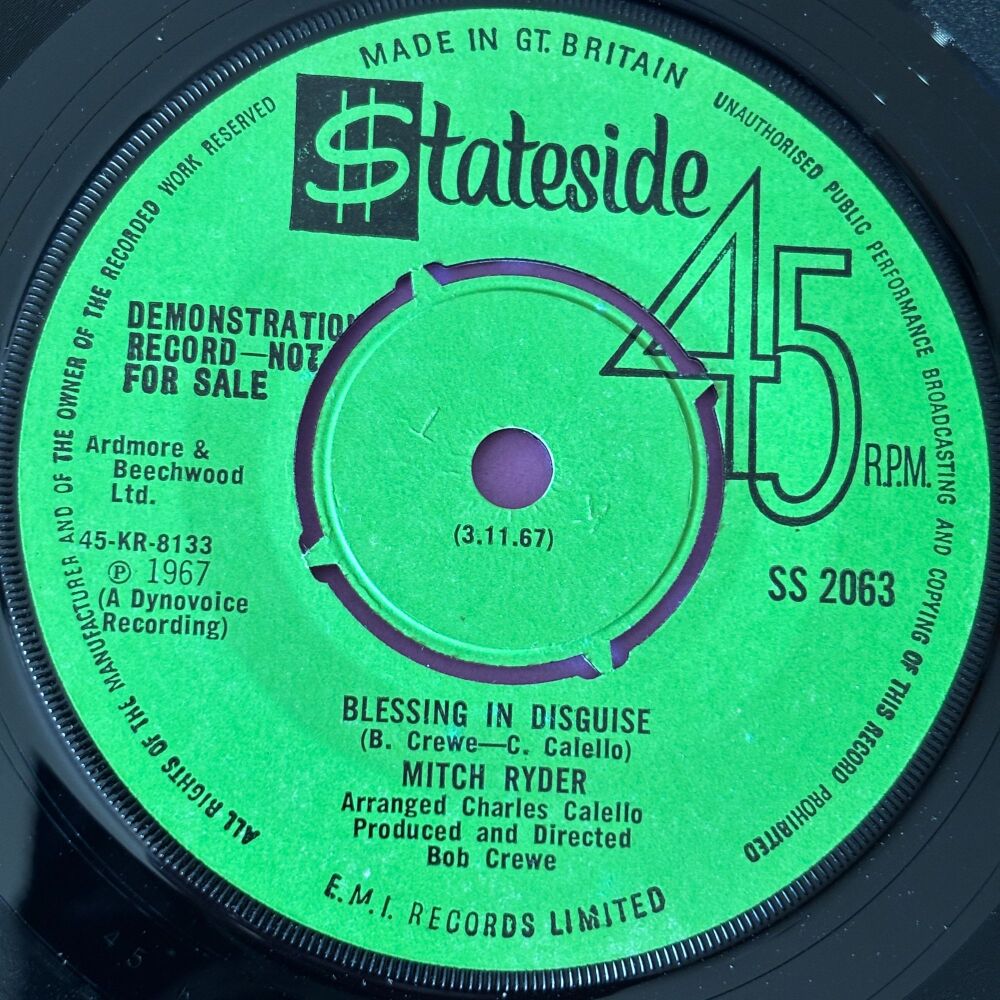 MADE IN GT. BRITAIN
UNAUTHORISED PUBLIC PERFORMANCE BROADCASTING AND COPYING OF THIS RECORD PROHIBITED
ALL RIGHTS OF THE MANUFACTURER AND OF THE OWNER OF THE RECORDED WORK RESERVED
$tateside
45
R.P.M.
DEMONSTRATION
RECORD—NOT
FOR SALE
Ardmore &
Beechwood
Ltd.
45-KR-8133
℗ 1967
(A Dynovoice
Recording)
(3.11.67)
SS 2063
BLESSING IN DISGUISE
(B. Crewe—C. Calello)
MITCH RYDER
Arranged Charles Calello
Produced and Directed
Bob Crewe
E.M.I. RECORDS LIMITED
45